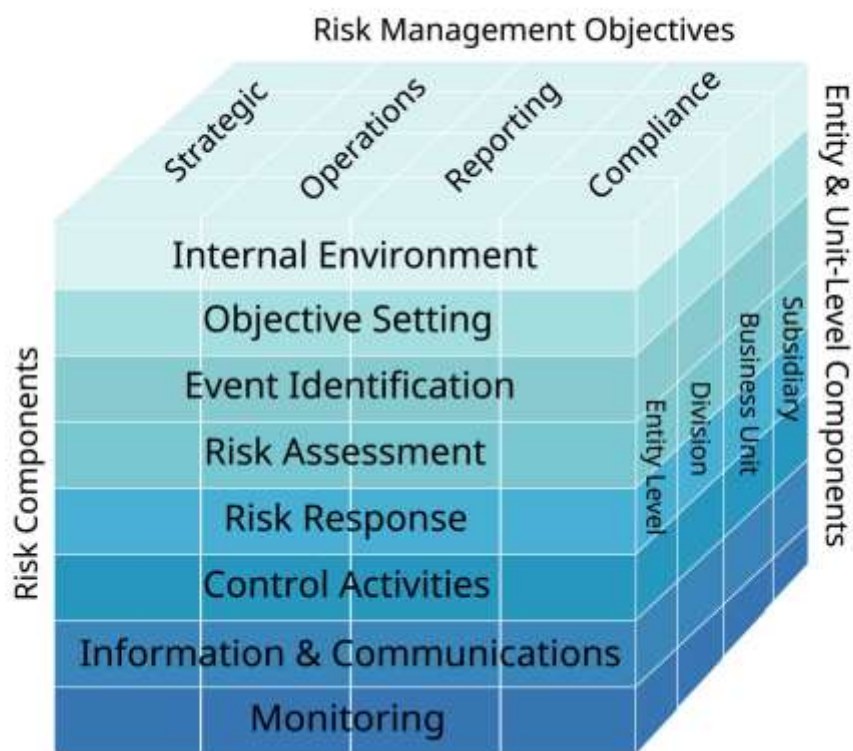 Risk Management Objectives
Strategic
Operations
Reporting
Compliance
Internal Environment
Objective Setting
Event Identification
Risk Assessment
Risk Response
Control Activities
Information & Communications
Monitoring
Risk Components
Entity Level
Division
Business Unit
Subsidiary
Entity & Unit-Level Components